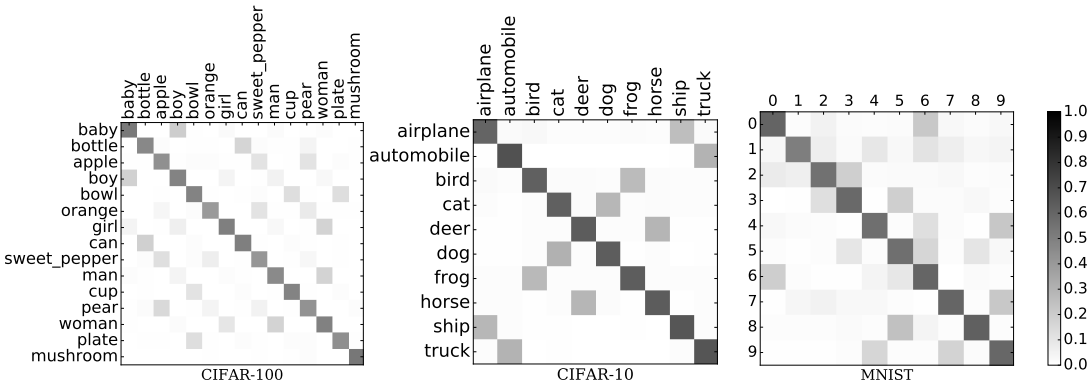 baby bottle apple boy bowl orange girl can sweet_pepper man cup pear woman plate mushroom
baby
bottle
apple
boy
bowl
orange
girl
can
sweet_pepper
man
cup
pear
woman
plate
mushroom
CIFAR-100
airplane automobile bird cat deer dog frog horse ship truck
airplane
automobile
bird
cat
deer
dog
frog
horse
ship
truck
CIFAR-10
0 1 2 3 4 5 6 7 8 9
0
1
2
3
4
5
6
7
8
9
MNIST
1.0
0.9
0.8
0.7
0.6
0.5
0.4
0.3
0.2
0.1
0.0